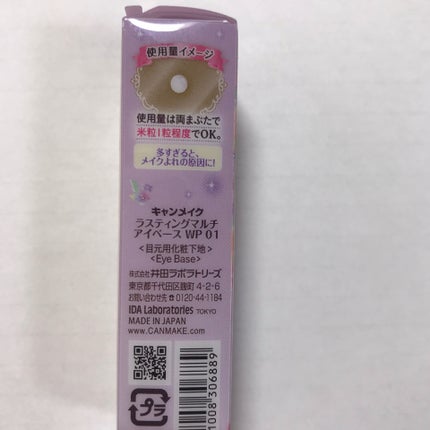 使用量イメージ
使用量は両まぶたで
米粒1粒程度でOK。
多すぎると、
メイクよれの原因に!
キャンメイク
ラスティングマルチ
アイベース WP 01
<目元用化粧下地>
<Eye Base>
株式会社 井田ラボラトリーズ
東京都千代田区麹町 4-2-6
お問い合わせ先 ☎ 0120-44-1184
IDA Laboratories TOKYO
MADE IN JAPAN
www.CANMAKE.com
プラ
1008 306889